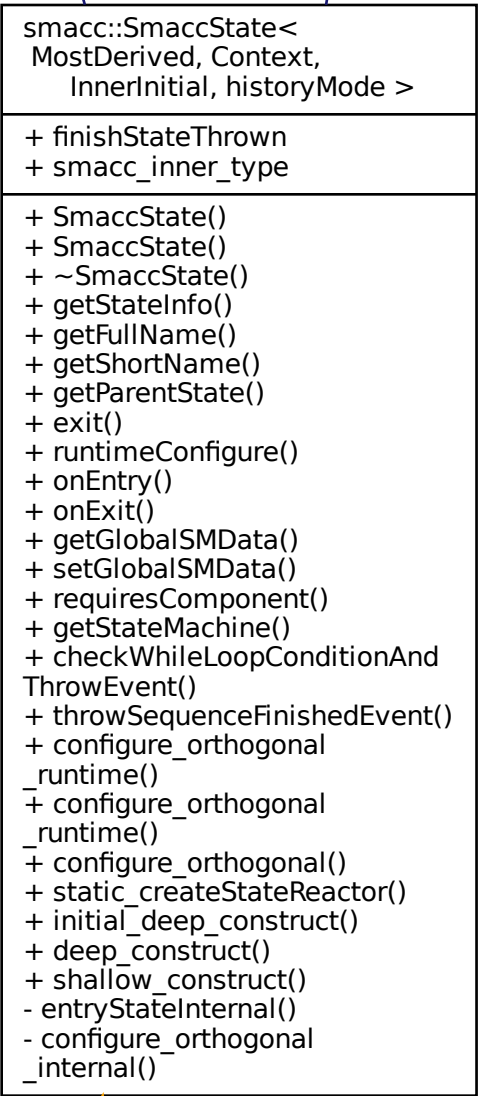 smacc::SmaccState<
MostDerived, Context,
InnerInitial, historyMode >
+ finishStateThrown
+ smacc_inner_type
+ SmaccState()
+ SmaccState()
+ ~SmaccState()
+ getStateInfo()
+ getFullName()
+ getShortName()
+ getParentState()
+ exit()
+ runtimeConfigure()
+ onEntry()
+ onExit()
+ getGlobalSMData()
+ setGlobalSMData()
+ requiresComponent()
+ getStateMachine()
+ checkWhileLoopConditionAnd
ThrowEvent()
+ throwSequenceFinishedEvent()
+ configure_orthogonal
_runtime()
+ configure_orthogonal
_runtime()
+ configure_orthogonal()
+ static_createStateReactor()
+ initial_deep_construct()
+ deep_construct()
+ shallow_construct()
- entryStateInternal()
- configure_orthogonal
_internal()